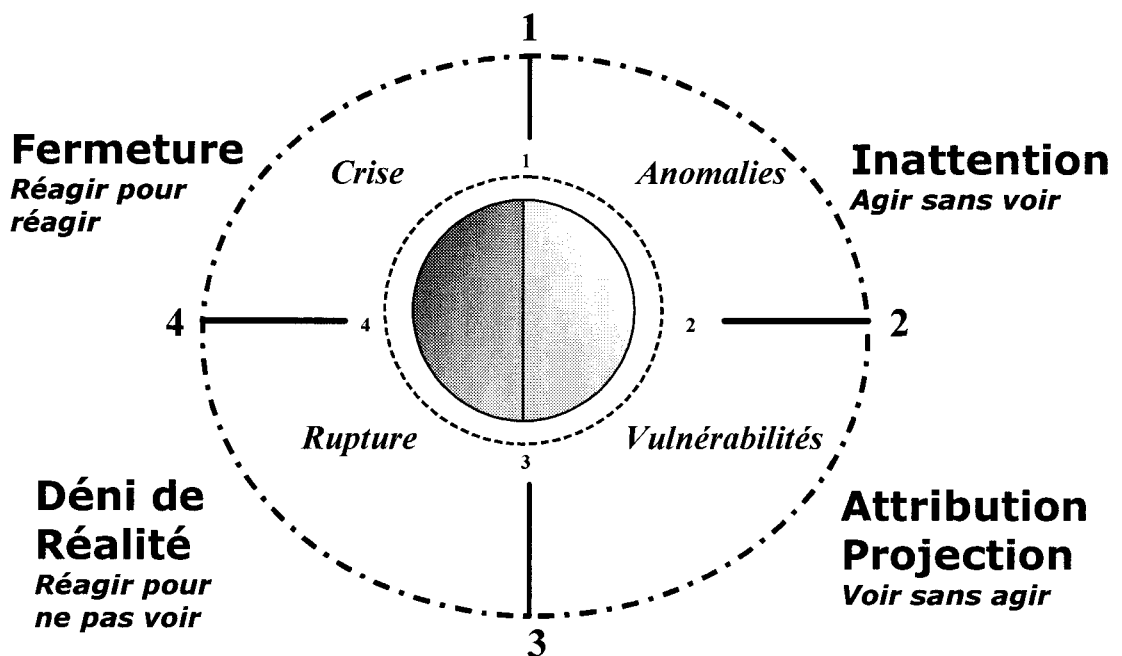 1
Fermeture
Réagir pour
réagir
Crise
1
Anomalies
Inattention
Agir sans voir
4
4
2
2
Rupture
3
Vulnérabilités
Déni de
Réalité
Réagir pour
ne pas voir
Attribution
Projection
Voir sans agir
3